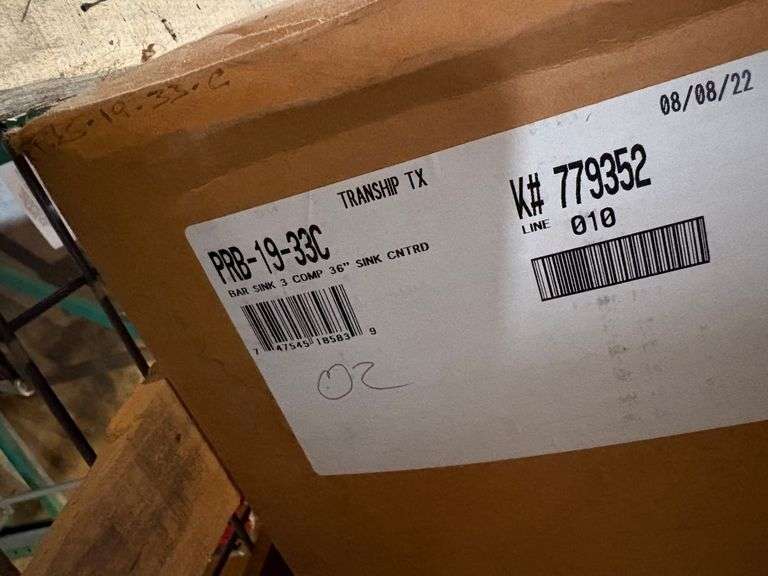 19-33-C
08/08/22
TRANSHIP TX
K# 779352
LINE 010
PRB-19-33C
BAR SINK 3 COMP 36" SINK CNTRD
7 47545 18583 9
02